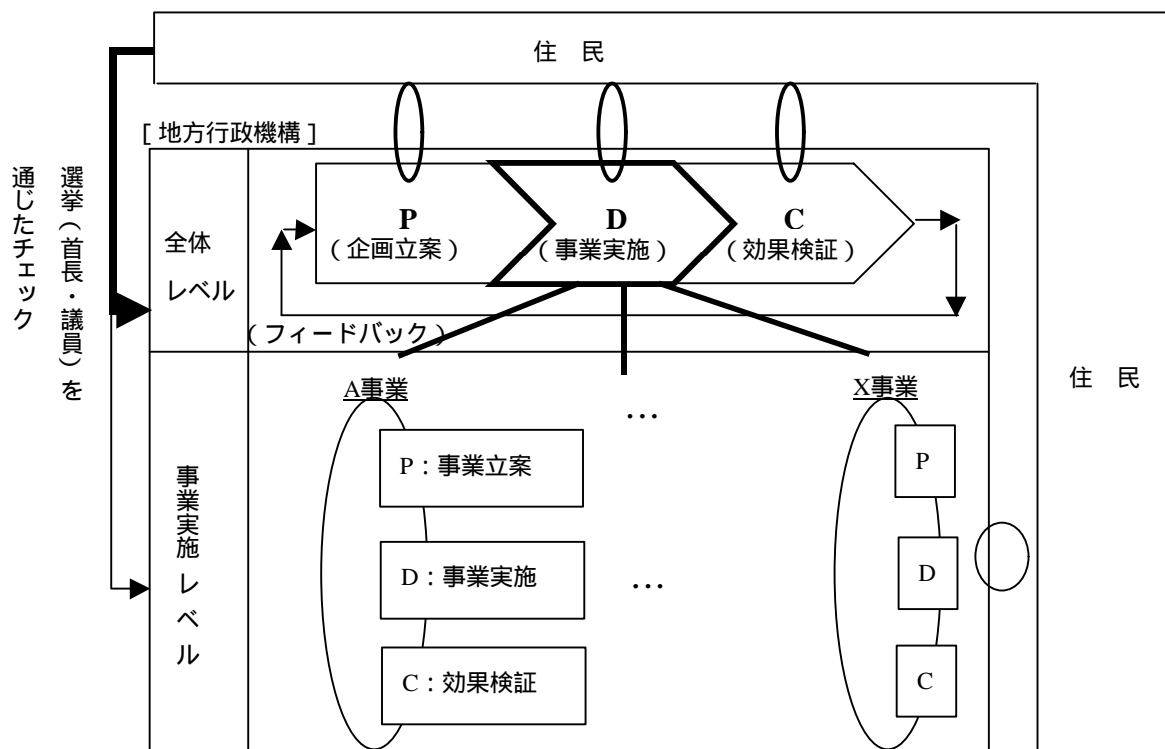 住 民
[ 地方行政機構 ]
選挙(首長・議員)を
通じたチェック
全体
レベル
P
(企画立案)
D
(事業実施)
C
(効果検証)
(フィードバック)
住 民
事業実施レベル
A事業
…
X事業
P:事業立案
P
D:事業実施
…
D
C:効果検証
C